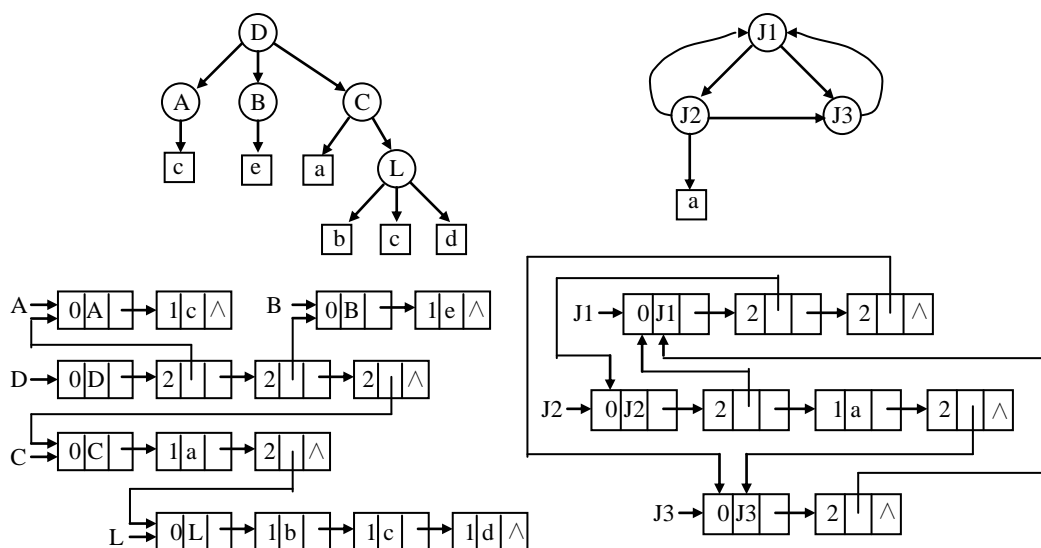 D
J1
A B C
J2 J3
c e a L
a
b c d
A 0 A 1 c ∧ B 0 B 1 e ∧
J1 0 J1 2 2 ∧
D 0 D 2 2 2 ∧
J2 0 J2 2 1 a 2 ∧
C 0 C 1 a 2 ∧
J3 0 J3 2 ∧
L 0 L 1 b 1 c 1 d ∧